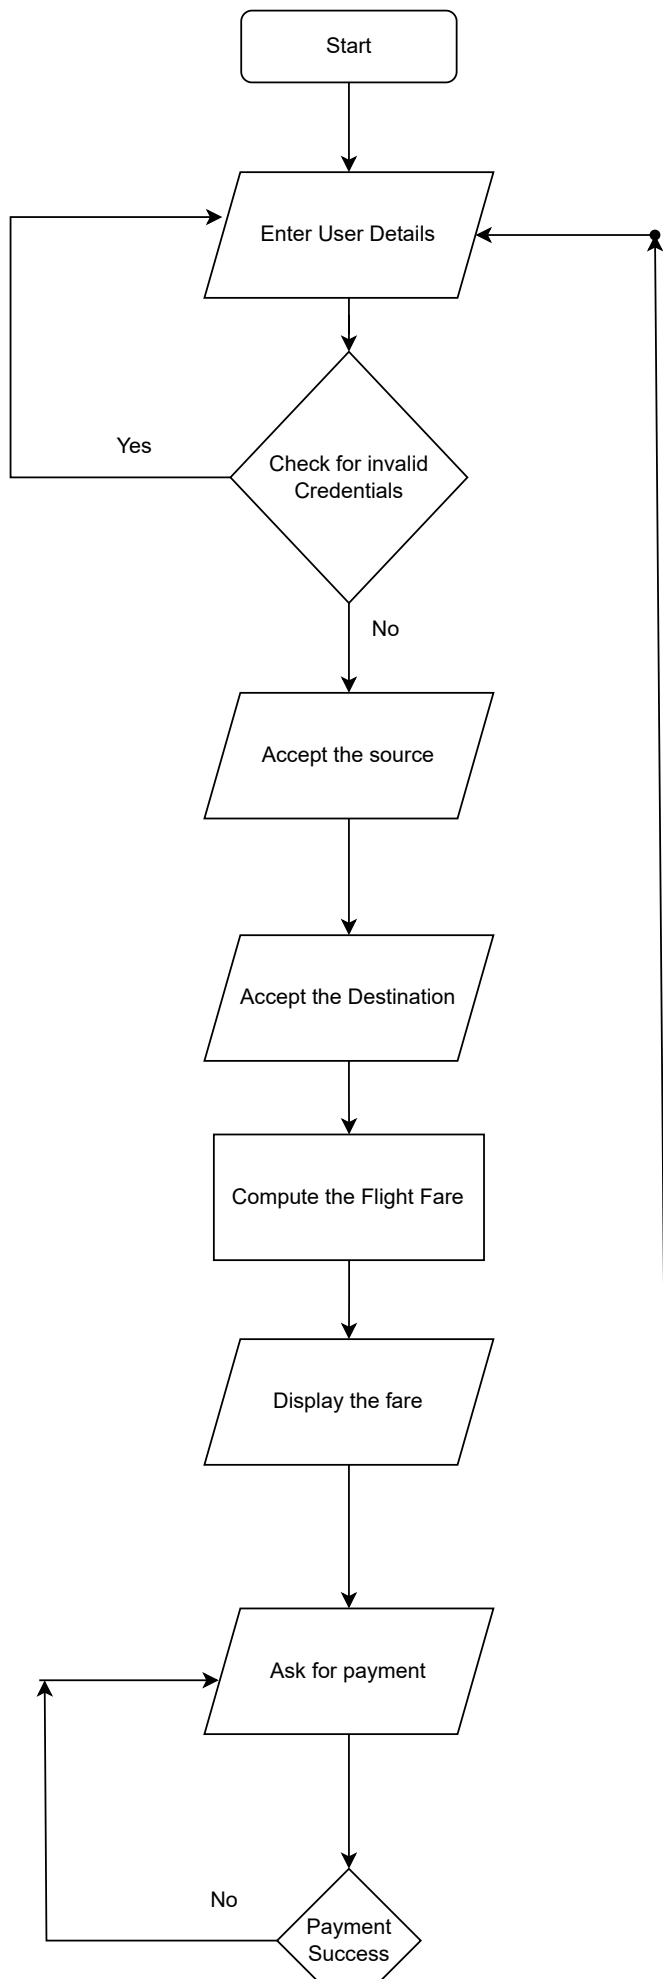 Start
Enter User Details
Yes
Check for invalid
Credentials
No
Accept the source
Accept the Destination
Compute the Flight Fare
Display the fare
Ask for payment
No
Payment
Success